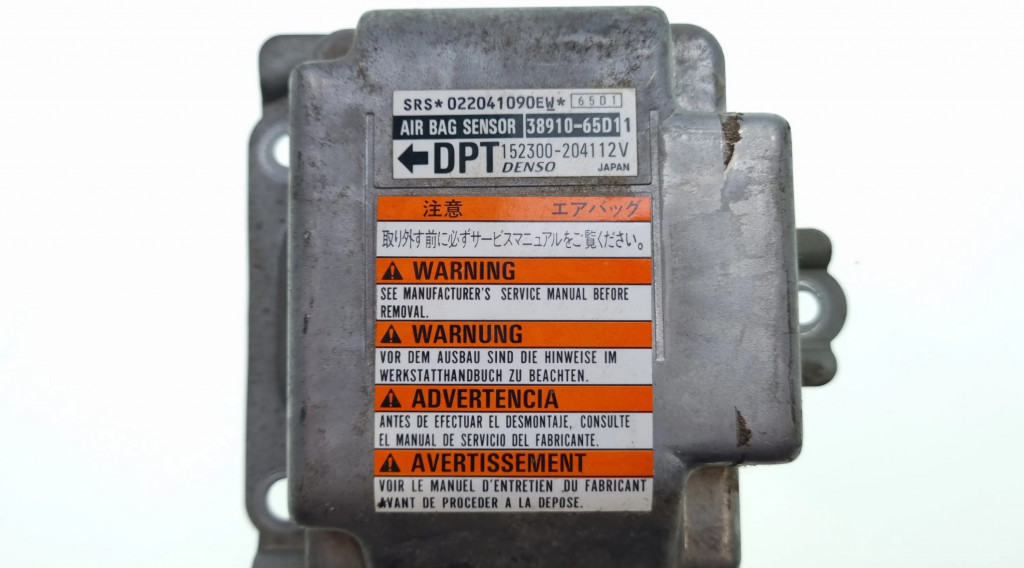 SRS*022041090EW* 65D1
AIR BAG SENSOR 38910-65D11
←DPT 152300-204112V
DENSO JAPAN
注意 エアバッグ
取り外す前に必ずサービスマニュアルをご覧ください。
⚠ WARNING
SEE MANUFACTURER'S SERVICE MANUAL BEFORE
REMOVAL.
⚠ WARNUNG
VOR DEM AUSBAU SIND DIE HINWEISE IM
WERKSTATTHANDBUCH ZU BEACHTEN.
⚠ ADVERTENCIA
ANTES DE EFECTUAR EL DESMONTAJE, CONSULTE
EL MANUAL DE SERVICIO DEL FABRICANTE.
⚠ AVERTISSEMENT
VOIR LE MANUEL D'ENTRETIEN DU FABRICANT
AVANT DE PROCEDER A LA DEPOSE.